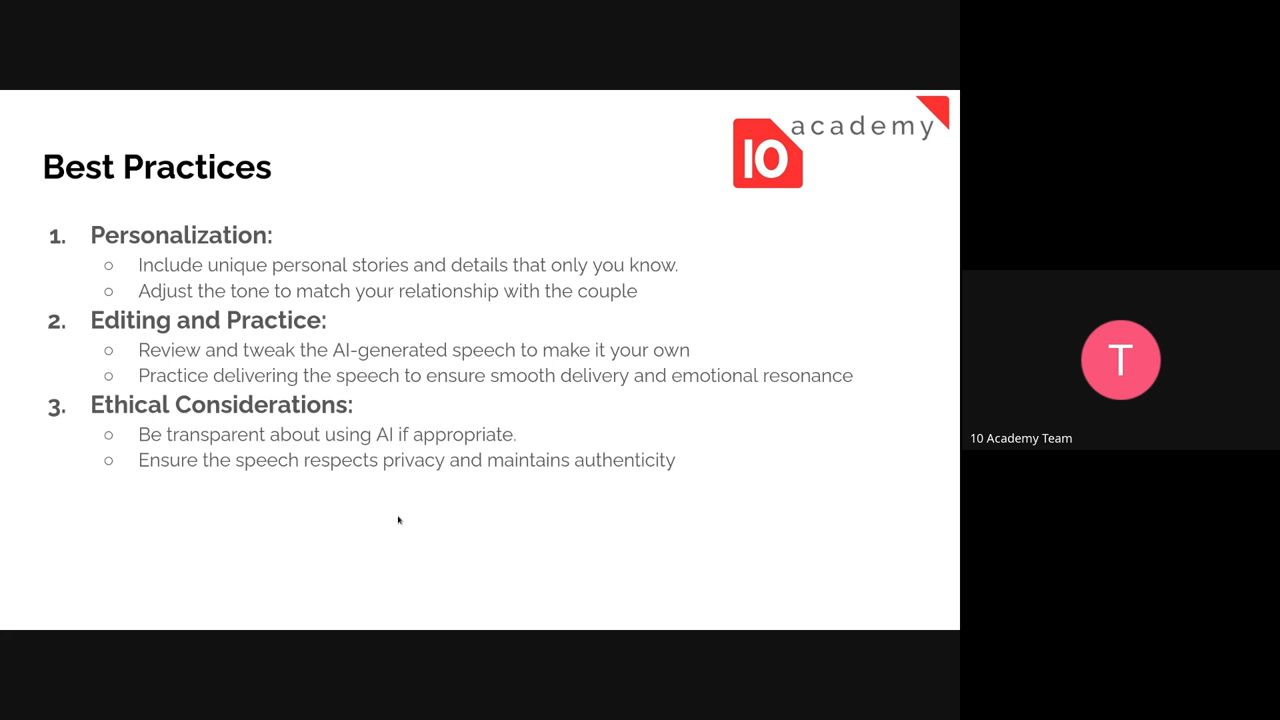 academy
10
Best Practices
1. Personalization:
○ Include unique personal stories and details that only you know.
○ Adjust the tone to match your relationship with the couple
2. Editing and Practice:
○ Review and tweak the AI-generated speech to make it your own
○ Practice delivering the speech to ensure smooth delivery and emotional resonance
3. Ethical Considerations:
○ Be transparent about using AI if appropriate.
○ Ensure the speech respects privacy and maintains authenticity
T
10 Academy Team